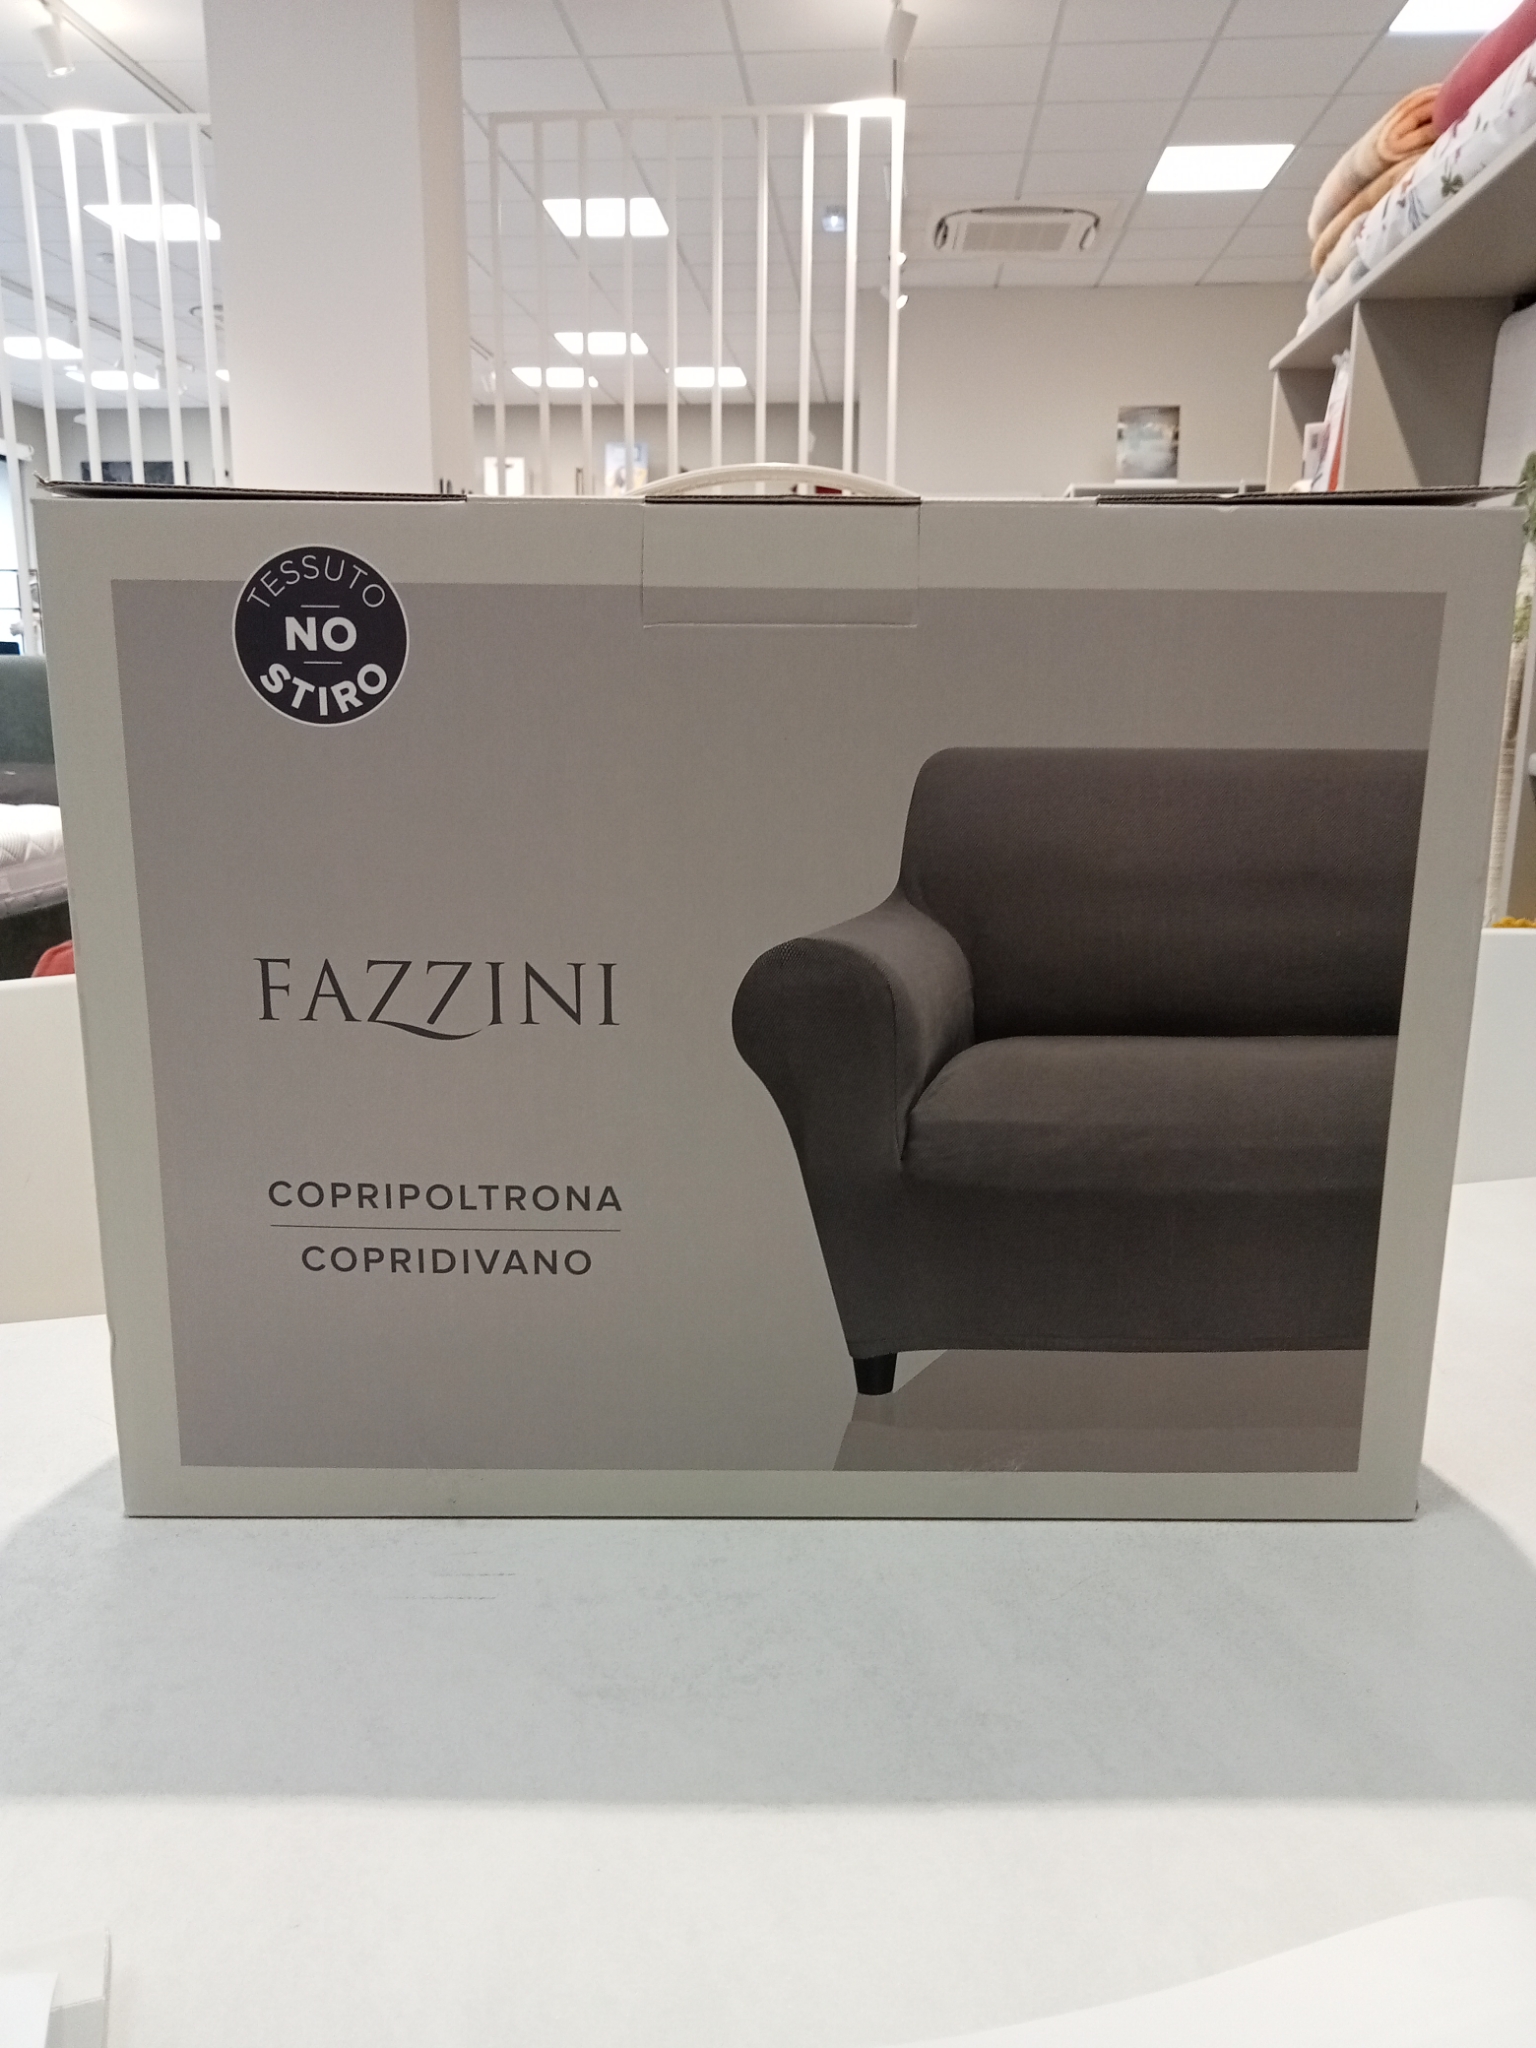 TESSUTO
NO
STIRO
FAZZINI
COPRIPOLTRONA
COPRIDIVANO